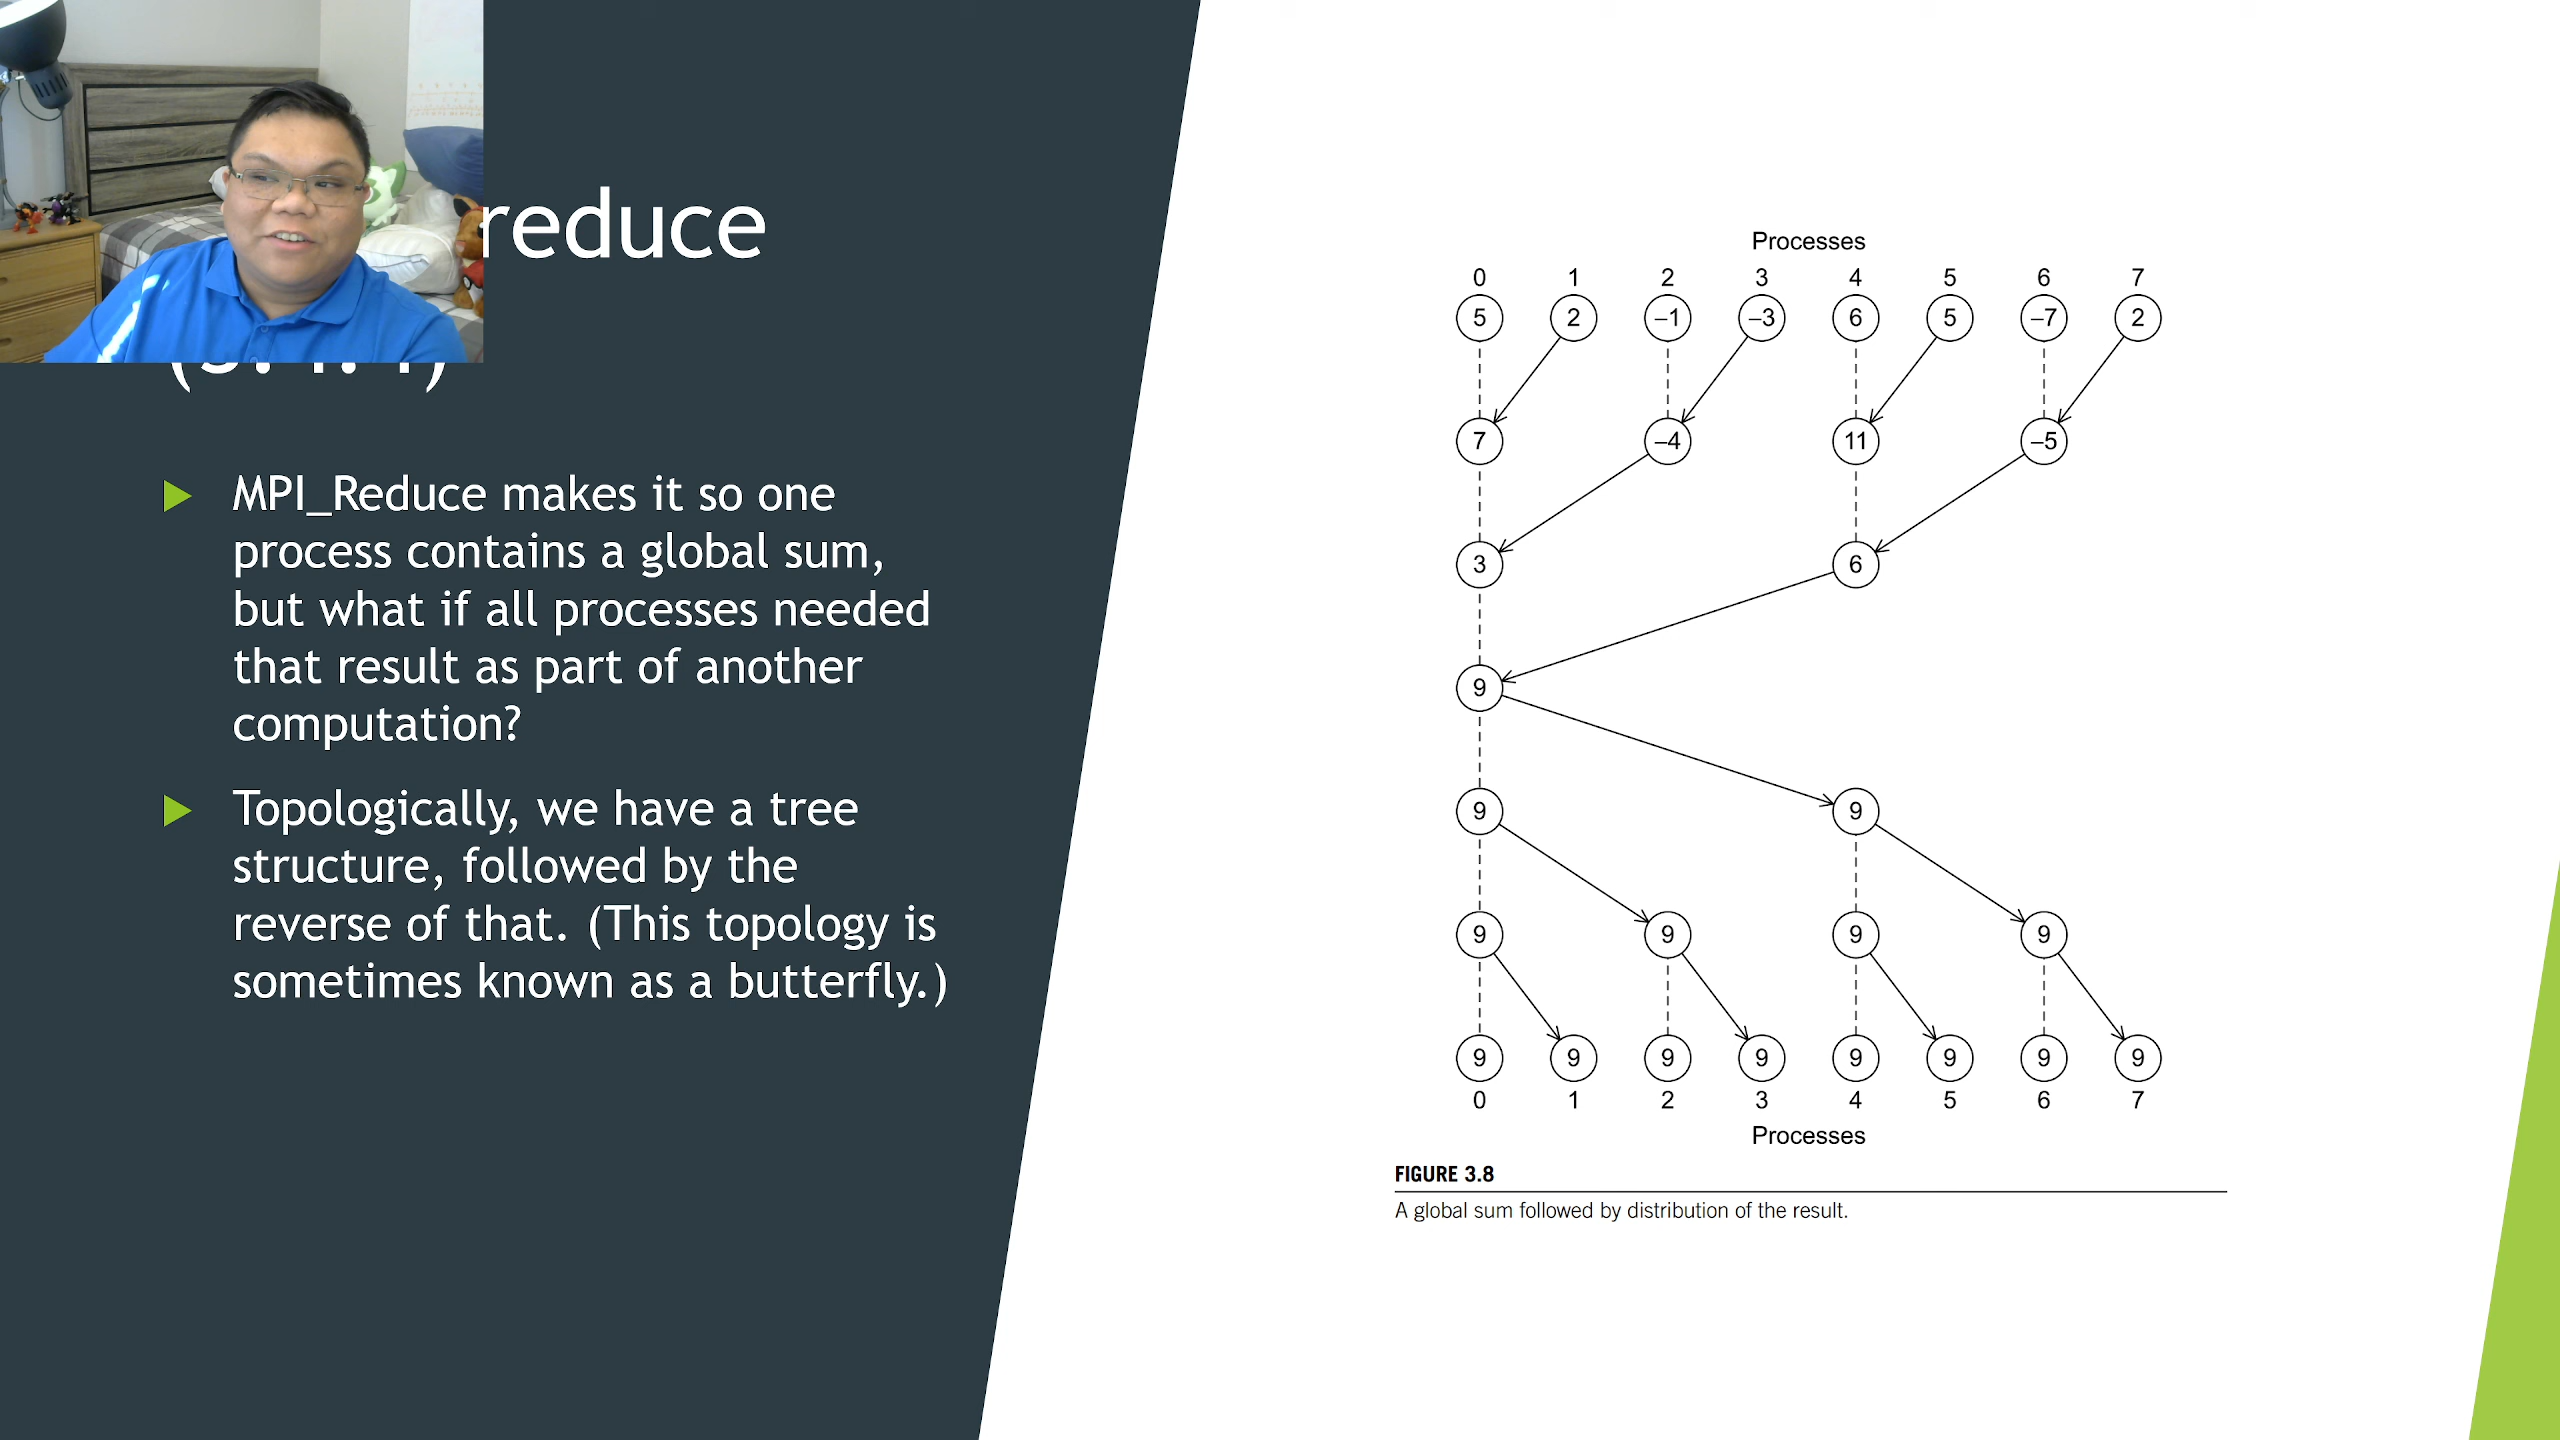 reduce
MPI_Reduce makes it so one
process contains a global sum,
but what if all processes needed
that result as part of another
computation?
Topologically, we have a tree
structure, followed by the
reverse of that. (This topology is
sometimes known as a butterfly.)
Processes
0 1 2 3 4 5 6 7
5 2 –1 –3 6 5 –7 2
7 –4 11 –5
3 6
9
9 9
9 9 9 9
9 9 9 9 9 9 9 9
0 1 2 3 4 5 6 7
Processes
FIGURE 3.8
A global sum followed by distribution of the result.